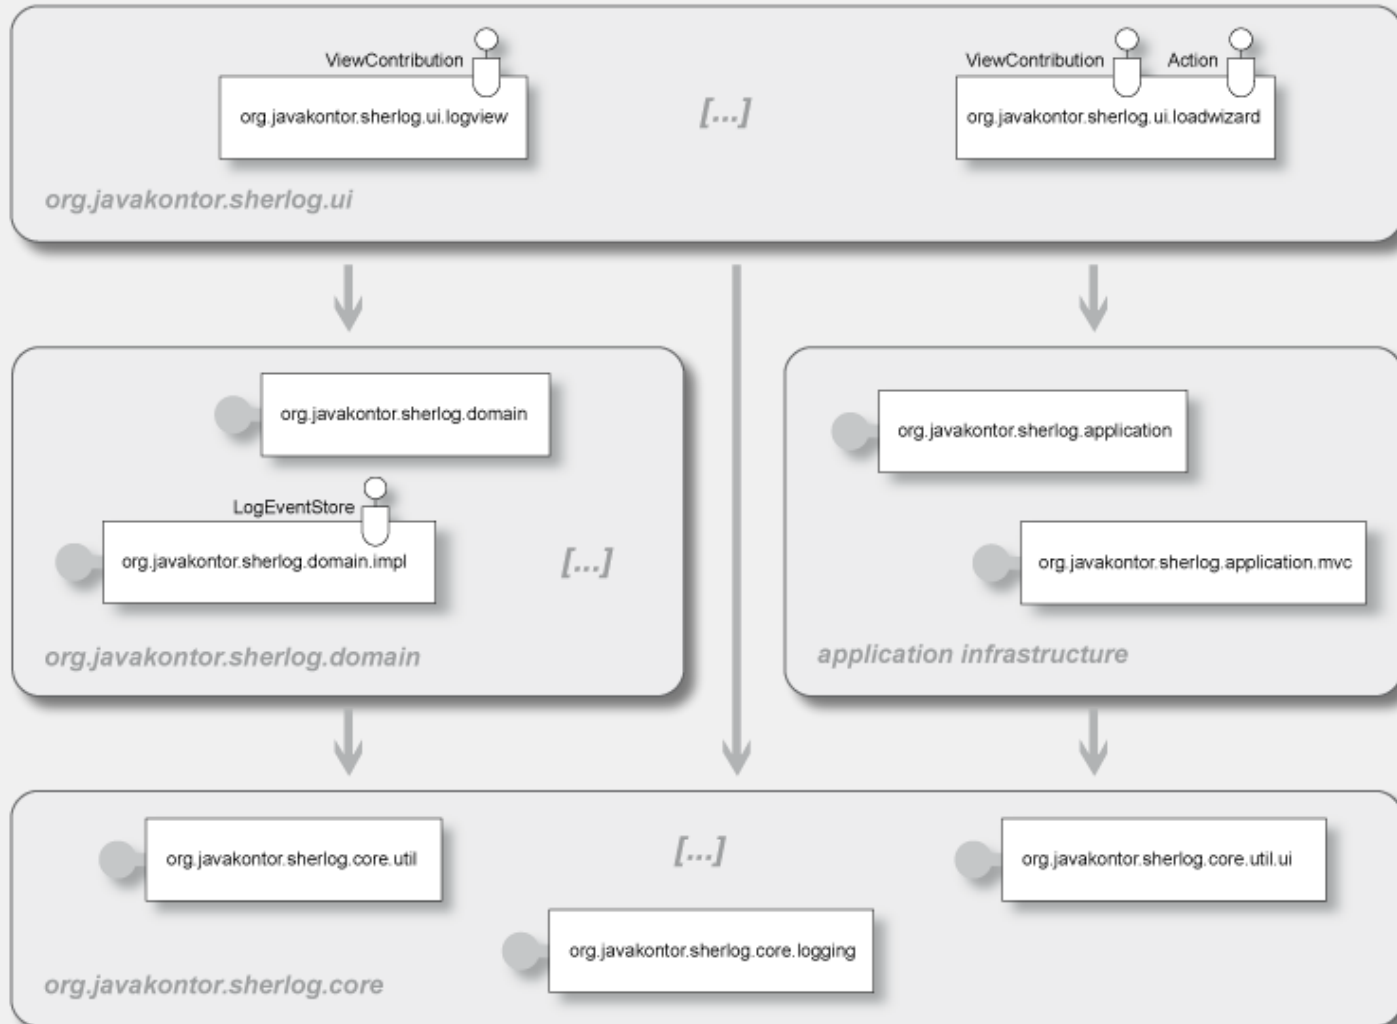 ViewContribution
ViewContribution Action
org.javakontor.sherlog.ui.logview
[...]
org.javakontor.sherlog.ui.loadwizard
org.javakontor.sherlog.ui
org.javakontor.sherlog.domain
LogEventStore
org.javakontor.sherlog.domain.impl
[...]
org.javakontor.sherlog.domain
org.javakontor.sherlog.application
org.javakontor.sherlog.application.mvc
application infrastructure
org.javakontor.sherlog.core.util
[...]
org.javakontor.sherlog.core.util.ui
org.javakontor.sherlog.core.logging
org.javakontor.sherlog.core